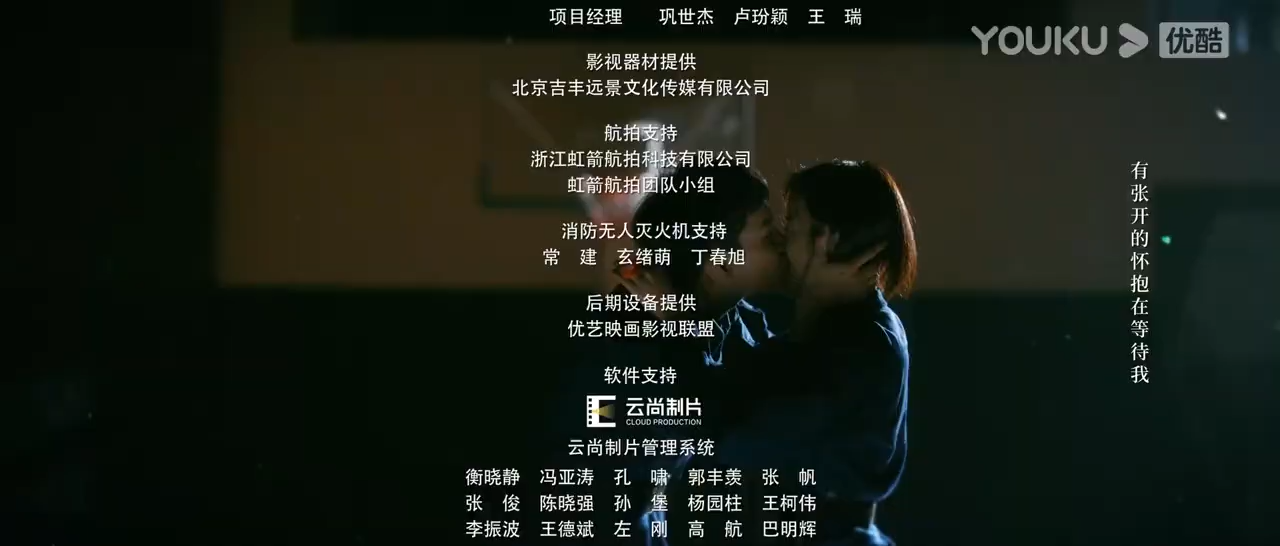 项目经理 巩世杰 卢玢颖 王 瑞
YOUKU 优酷
影视器材提供
北京吉丰远景文化传媒有限公司
航拍支持
浙江虹箭航拍科技有限公司
虹箭航拍团队小组
消防无人灭火机支持
常 建 玄绪萌 丁春旭
后期设备提供
优艺映画影视联盟
软件支持
云尚制片
CLOUD PRODUCTION
云尚制片管理系统
衡晓静 冯亚涛 孔 啸 郭丰羡 张 帆
张 俊 陈晓强 孙 堡 杨园柱 王柯伟
李振波 王德斌 左 刚 高 航 巴明辉
有张开的怀抱在等待我